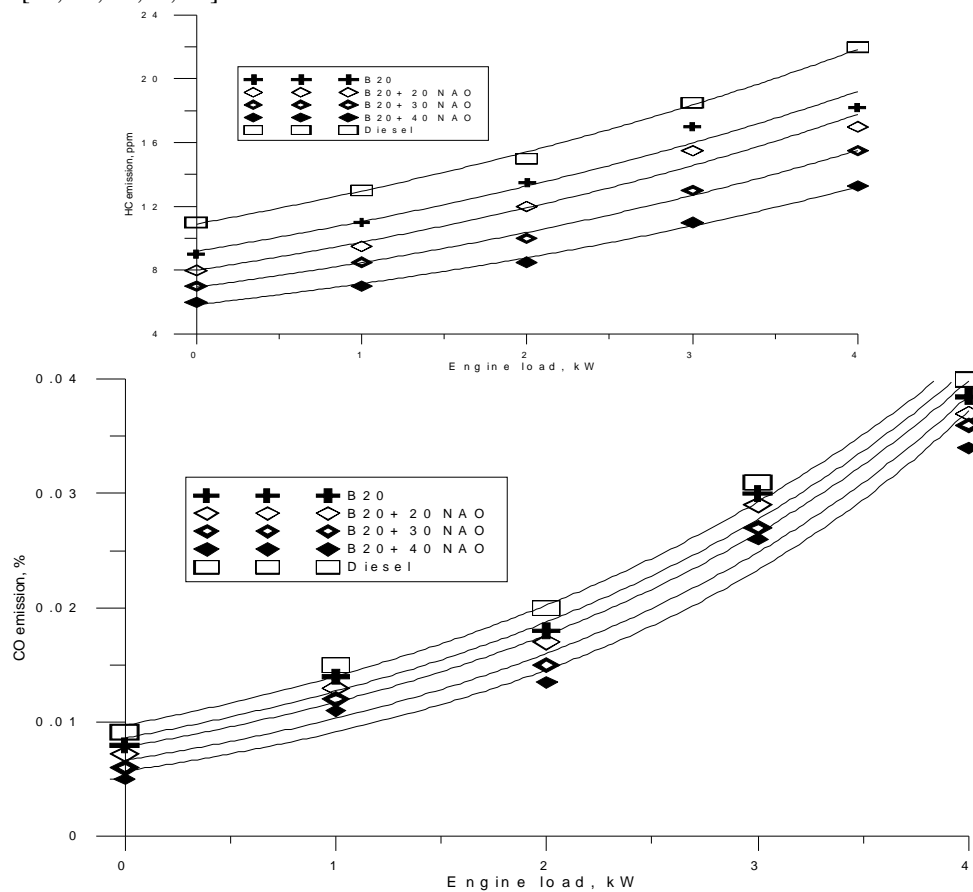 24
20
16
12
8
4
HC emission, ppm
B20
B20+ 20 NAO
B20+ 30 NAO
B20+ 40 NAO
Diesel
0 1 2 3 4
Engine load, kW
0.04
0.03
0.02
0.01
0
CO emission, %
B20
B20+ 20 NAO
B20+ 30 NAO
B20+ 40 NAO
Diesel
0 1 2 3 4
Engine load, kW